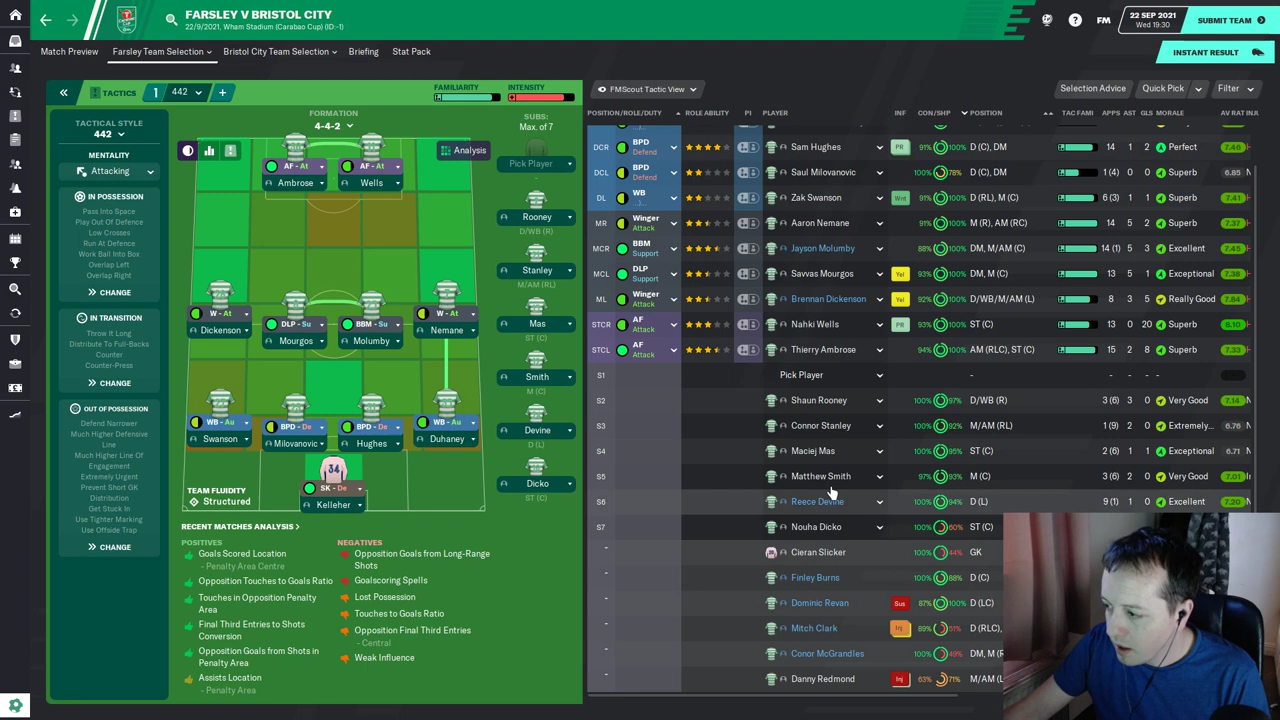 FARSLEY V BRISTOL CITY
22/9/2021, Wham Stadium (Carabao Cup) (ID:-1)
FM
22 SEP 2021
Wed 19:30
SUBMIT TEAM
Match Preview
Farsley Team Selection
Bristol City Team Selection
Briefing
Stat Pack
INSTANT RESULT
TACTICS
1
442
+
FAMILIARITY
INTENSITY
TACTICAL STYLE
442
MENTALITY
Attacking
IN POSSESSION
Pass Into Space
Play Out Of Defence
Low Crosses
Run At Defence
Work Ball Into Box
Overlap Left
Overlap Right
CHANGE
IN TRANSITION
Throw It Long
Distribute To Full-Backs
Counter
Counter-Press
CHANGE
OUT OF POSSESSION
Defend Narrower
Much Higher Defensive
Line
Much Higher Line Of
Engagement
Extremely Urgent
Prevent Short GK
Distribution
Get Stuck In
Use Tighter Marking
Use Offside Trap
CHANGE
FORMATION
4-4-2
Analysis
AF - At
Ambrose
AF - At
Wells
W - At
Dickenson
DLP - Su
Mourgos
BBM - Su
Molumby
W - At
Nemane
WB - Au
Swanson
BPD - De
Milovanovic
BPD - De
Hughes
WB - Au
Duhaney
34
SK - De
Kelleher
TEAM FLUIDITY
Structured
SUBS:
Max. of 7
Pick Player
-
Rooney
D/WB (R)
Stanley
M/AM (RL)
Mas
ST (C)
Smith
M (C)
Devine
D (L)
Dicko
ST (C)
RECENT MATCHES ANALYSIS
POSITIVES
Goals Scored Location
- Penalty Area Centre
Opposition Touches to Goals Ratio
Touches in Opposition Penalty
Area
Final Third Entries to Shots
Conversion
Opposition Goals from Shots in
Penalty Area
Assists Location
- Penalty Area
NEGATIVES
Opposition Goals from Long-Range
Shots
Goalscoring Spells
Lost Possession
Touches to Goals Ratio
Opposition Final Third Entries
- Central
Weak Influence
FMScout Tactic View
Selection Advice
Quick Pick
Filter
POSITION/ROLE/DUTY ROLE ABILITY PI PLAYER INF CON/SHP POSITION TAC FAMI APPS AST GLS MORALE AV RAT
DCR BPD Defend Sam Hughes PR 91% 100% D (C), DM 14 1 2 Perfect 7.46
DCL BPD Defend Saul Milovanovic 100% 78% D (C), DM 1 (4) 0 0 Superb 6.85
DL WB Zak Swanson Wnt 91% 100% D (RL), M (C) 6 (3) 3 1 Superb 7.41
MR Winger Attack Aaron Nemane 97% 100% M (R), AM (RC) 14 5 2 Superb 7.37
MCR BBM Support Jayson Molumby 88% 100% DM, M/AM (C) 14 (1) 5 3 Excellent 7.45
MCL DLP Support Savvas Mourgos Yel 93% 100% DM, M (C) 13 5 1 Exceptional 7.38
ML Winger Attack Brennan Dickenson Yel 92% 100% D/WB/M/AM (L) 8 3 3 Really Good 7.84
STCR AF Attack Nahki Wells PR 93% 100% ST (C) 13 0 20 Superb 8.10
STCL AF Attack Thierry Ambrose 94% 100% AM (RLC), ST (C) 15 2 8 Superb 7.33
S1 Pick Player - - - -
S2 Shaun Rooney 100% 97% D/WB (R) 3 (6) 3 0 Very Good 7.14
S3 Honor Stanley 100% 92% M/AM (RL) 1 (9) 2 0 Extremely... 6.76
S4 Maciej Mas 100% 95% ST (C) 6.71
S5 Matthew Smith 97% 93% M (C) 3 (6) 2 0 Very Good 7.01
S6 Reece Devine 100% 94% D (L) 9 (1) 1 0 Excellent 7.20
S7 Nouha Dicko 100% 60% ST (C)
- Cieran Slicker 100% 44% GK
- Finley Burns 100% 88% D (C)
- Dominic Revan Sus 87% 100% D (LC)
- Mitch Clark Inj 89% 51% D (RLC),
- Conor McGrandles 100% 49% DM, M (
- Danny Redmond Inj 63% 71% M/AM (